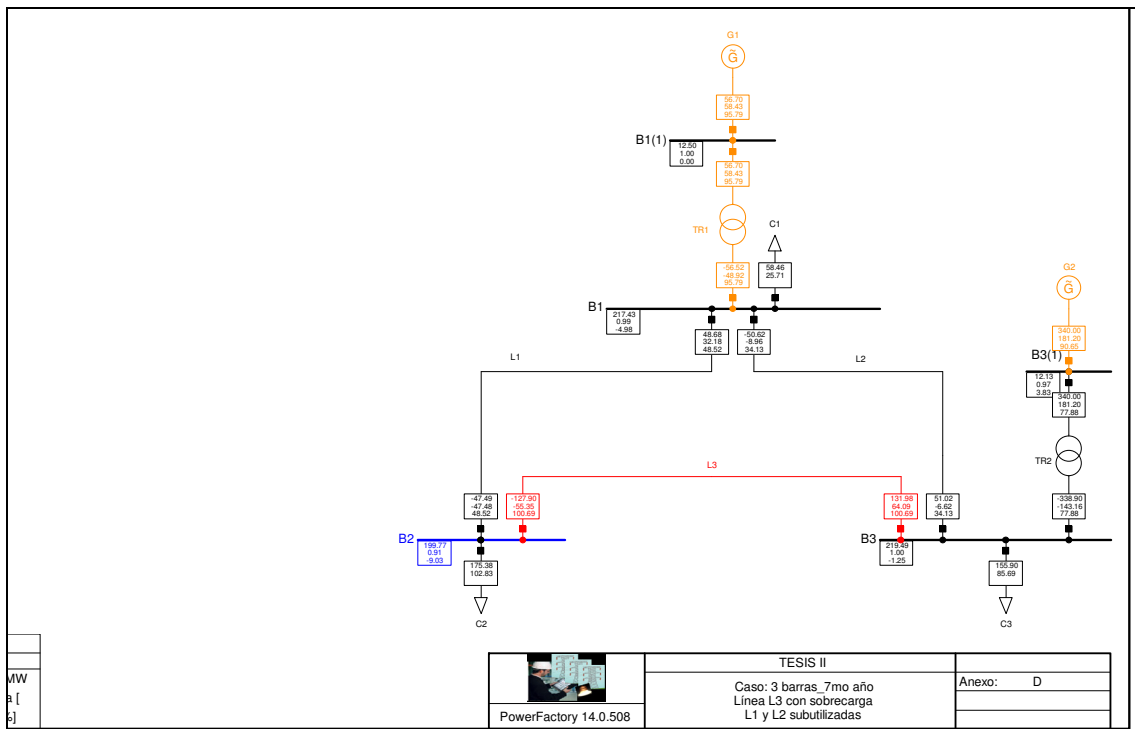 G1
G̃
56.70
58.43
95.79
B1(1)
12.50
1.00
0.00
56.70
58.43
95.79
TR1
C1
-56.52
-48.92
95.79
58.46
25.71
G2
G̃
B1
217.43
0.99
-4.98
48.68
32.18
48.52
-50.62
-8.96
34.13
340.00
181.20
90.65
B3(1)
12.13
0.97
3.83
340.00
181.20
77.88
L1
L2
TR2
L3
-47.49
-47.48
48.52
-127.90
-55.35
100.69
131.98
64.09
100.69
51.02
-6.62
34.13
-338.90
-143.16
77.88
B2
199.77
0.91
-9.03
B3
219.49
1.00
-1.25
175.38
102.83
155.90
85.69
C2
C3
MW
a [
%]
PowerFactory 14.0.508
TESIS II
Caso: 3 barras_7mo año
Línea L3 con sobrecarga
L1 y L2 subutilizadas
Anexo: D